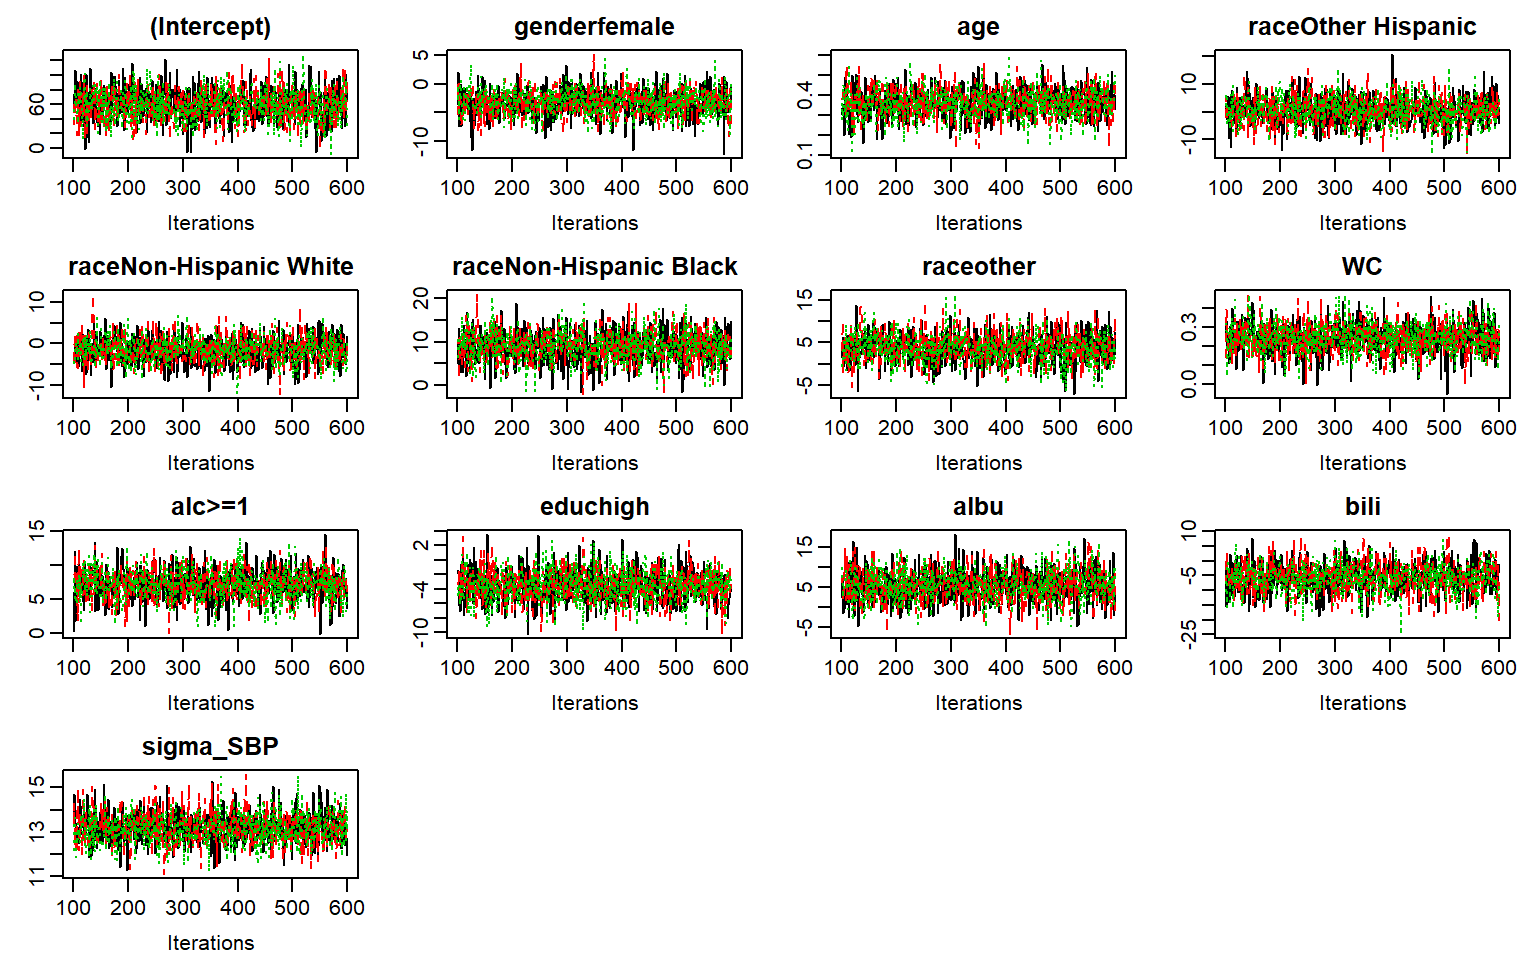 (Intercept) genderfemale age raceOther Hispanic
0 60 -10 -5 0 5 0.1 0.4 -10 10
100 200 300 400 500 600 100 200 300 400 500 600 100 200 300 400 500 600 100 200 300 400 500 600
Iterations Iterations Iterations Iterations
raceNon-Hispanic White raceNon-Hispanic Black raceother WC
-10 0 10 0 10 20 -5 5 15 0.0 0.3
100 200 300 400 500 600 100 200 300 400 500 600 100 200 300 400 500 600 100 200 300 400 500 600
Iterations Iterations Iterations Iterations
alc>=1 educhigh albu bili
0 5 15 -10 -4 2 -5 5 15 -25 -5 10
100 200 300 400 500 600 100 200 300 400 500 600 100 200 300 400 500 600 100 200 300 400 500 600
Iterations Iterations Iterations Iterations
sigma_SBP
11 13 15
100 200 300 400 500 600
Iterations